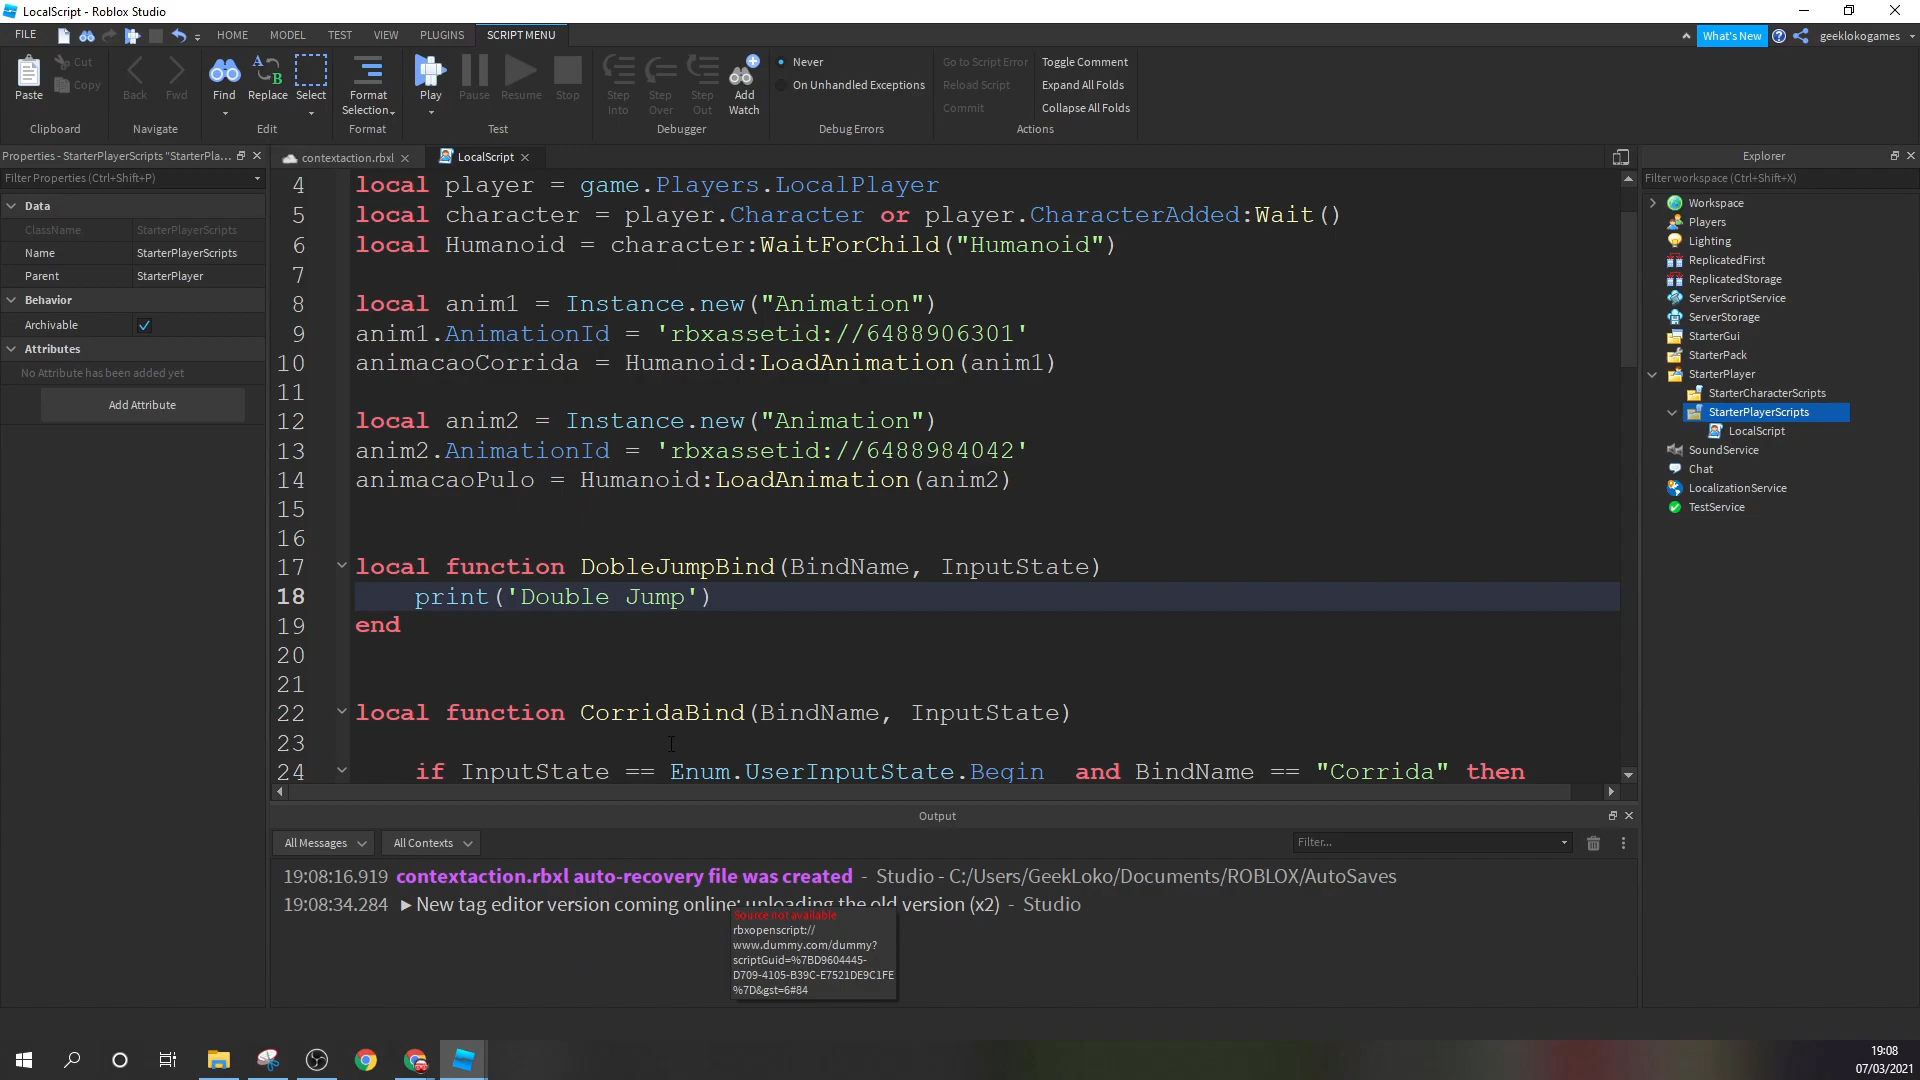 LocalScript - Roblox Studio
FILE HOME MODEL TEST VIEW PLUGINS SCRIPT MENU What's New geeklokogames
Paste Cut Copy
Clipboard
Back Fwd
Navigate
Find Replace Select
Edit
Format Selection
Format
Play Pause Resume Stop
Test
Step Into Step Over Step Out Add Watch
Debugger
Never
On Unhandled Exceptions
Debug Errors
Go to Script Error Toggle Comment
Reload Script Expand All Folds
Commit Collapse All Folds
Actions
Properties - StarterPlayerScripts "StarterPla...
Filter Properties (Ctrl+Shift+P)
Data
ClassName StarterPlayerScripts
Name StarterPlayerScripts
Parent StarterPlayer
Behavior
Archivable
Attributes
No Attribute has been added yet
Add Attribute
contextaction.rbxl LocalScript
4 local player = game.Players.LocalPlayer
5 local character = player.Character or player.CharacterAdded:Wait()
6 local Humanoid = character:WaitForChild("Humanoid")
7
8 local anim1 = Instance.new("Animation")
9 anim1.AnimationId = 'rbxassetid://6488906301'
10 animacaoCorrida = Humanoid:LoadAnimation(anim1)
11
12 local anim2 = Instance.new("Animation")
13 anim2.AnimationId = 'rbxassetid://6488984042'
14 animacaoPulo = Humanoid:LoadAnimation(anim2)
15
16
17 local function DobleJumpBind(BindName, InputState)
18 print('Double Jump')
19 end
20
21
22 local function CorridaBind(BindName, InputState)
23
24 if InputState == Enum.UserInputState.Begin and BindName == "Corrida" then
Output
All Messages All Contexts Filter...
19:08:16.919 contextaction.rbxl auto-recovery file was created - Studio - C:/Users/GeekLoko/Documents/ROBLOX/AutoSaves
19:08:34.284 ▶ New tag editor version coming online; unloading the old version (x2) - Studio
Source not available
rbxopenscript://
www.dummy.com/dummy?
scriptGuid=%7BD9604445-
D709-4105-B39C-E7521DE9C1FE
%7D&gst=6#84
Explorer
Filter workspace (Ctrl+Shift+X)
Workspace
Players
Lighting
ReplicatedFirst
ReplicatedStorage
ServerScriptService
ServerStorage
StarterGui
StarterPack
StarterPlayer
StarterCharacterScripts
StarterPlayerScripts
LocalScript
SoundService
Chat
LocalizationService
TestService
19:08
07/03/2021